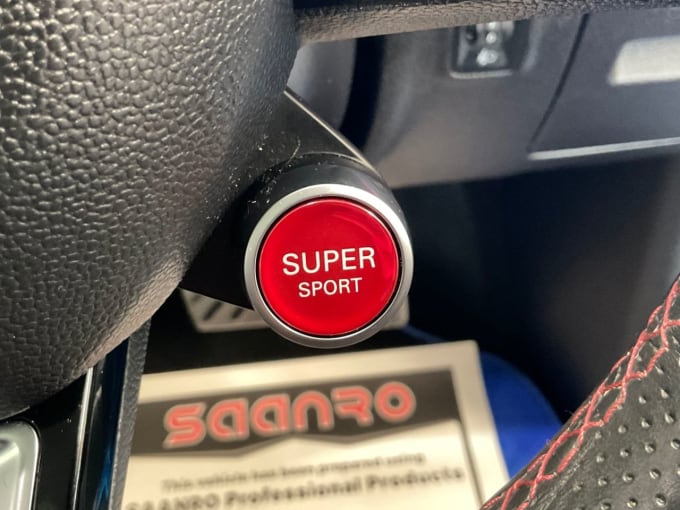 SUPER
SPORT
SAANRO
This vehicle has been prepared using
SAANRO Professional Products